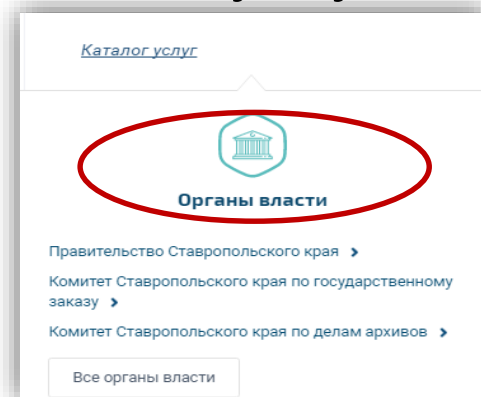 Каталог услуг
Органы власти
Правительство Ставропольского края
Комитет Ставропольского края по государственному
заказу
Комитет Ставропольского края по делам архивов
Все органы власти